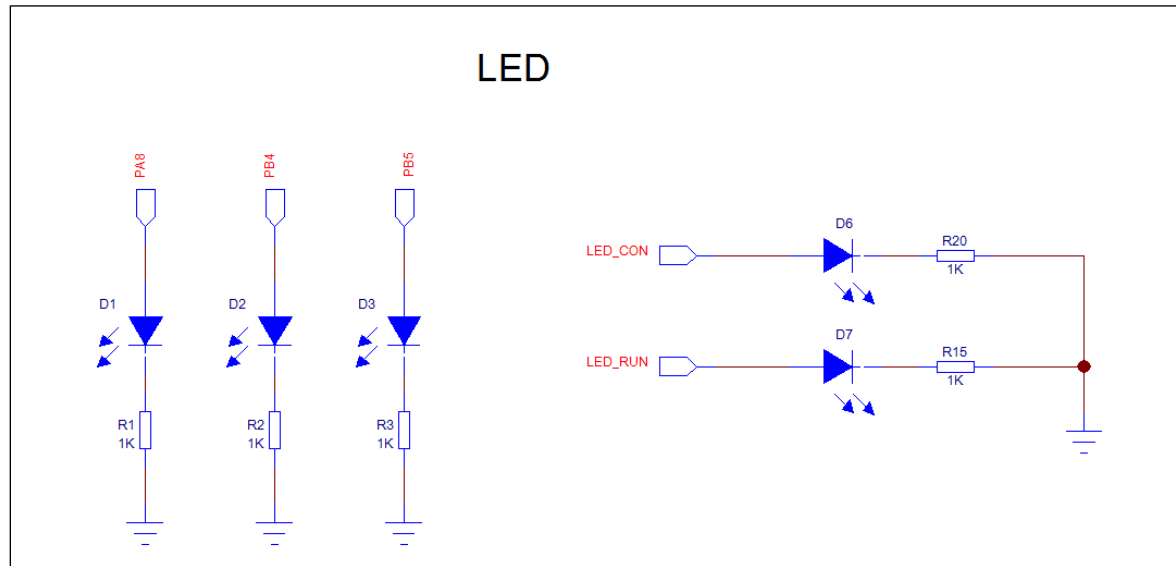 LED
PA8
PB4
PB5
D1
D2
D3
R1
1K
R2
1K
R3
1K
LED_CON
D6
R20
1K
LED_RUN
D7
R15
1K